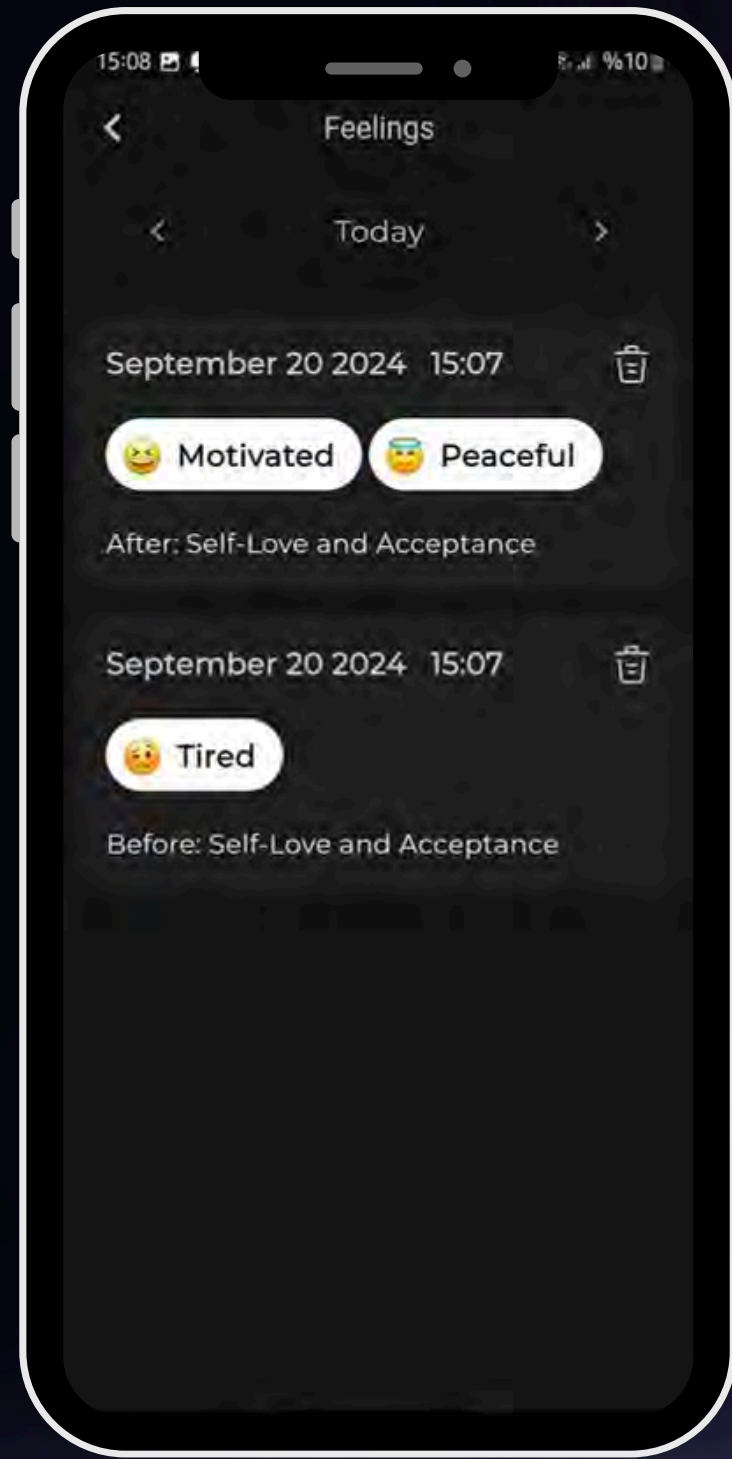 15:08 %10
Feelings
Today
September 20 2024 15:07
Motivated Peaceful
After: Self-Love and Acceptance
September 20 2024 15:07
Tired
Before: Self-Love and Acceptance